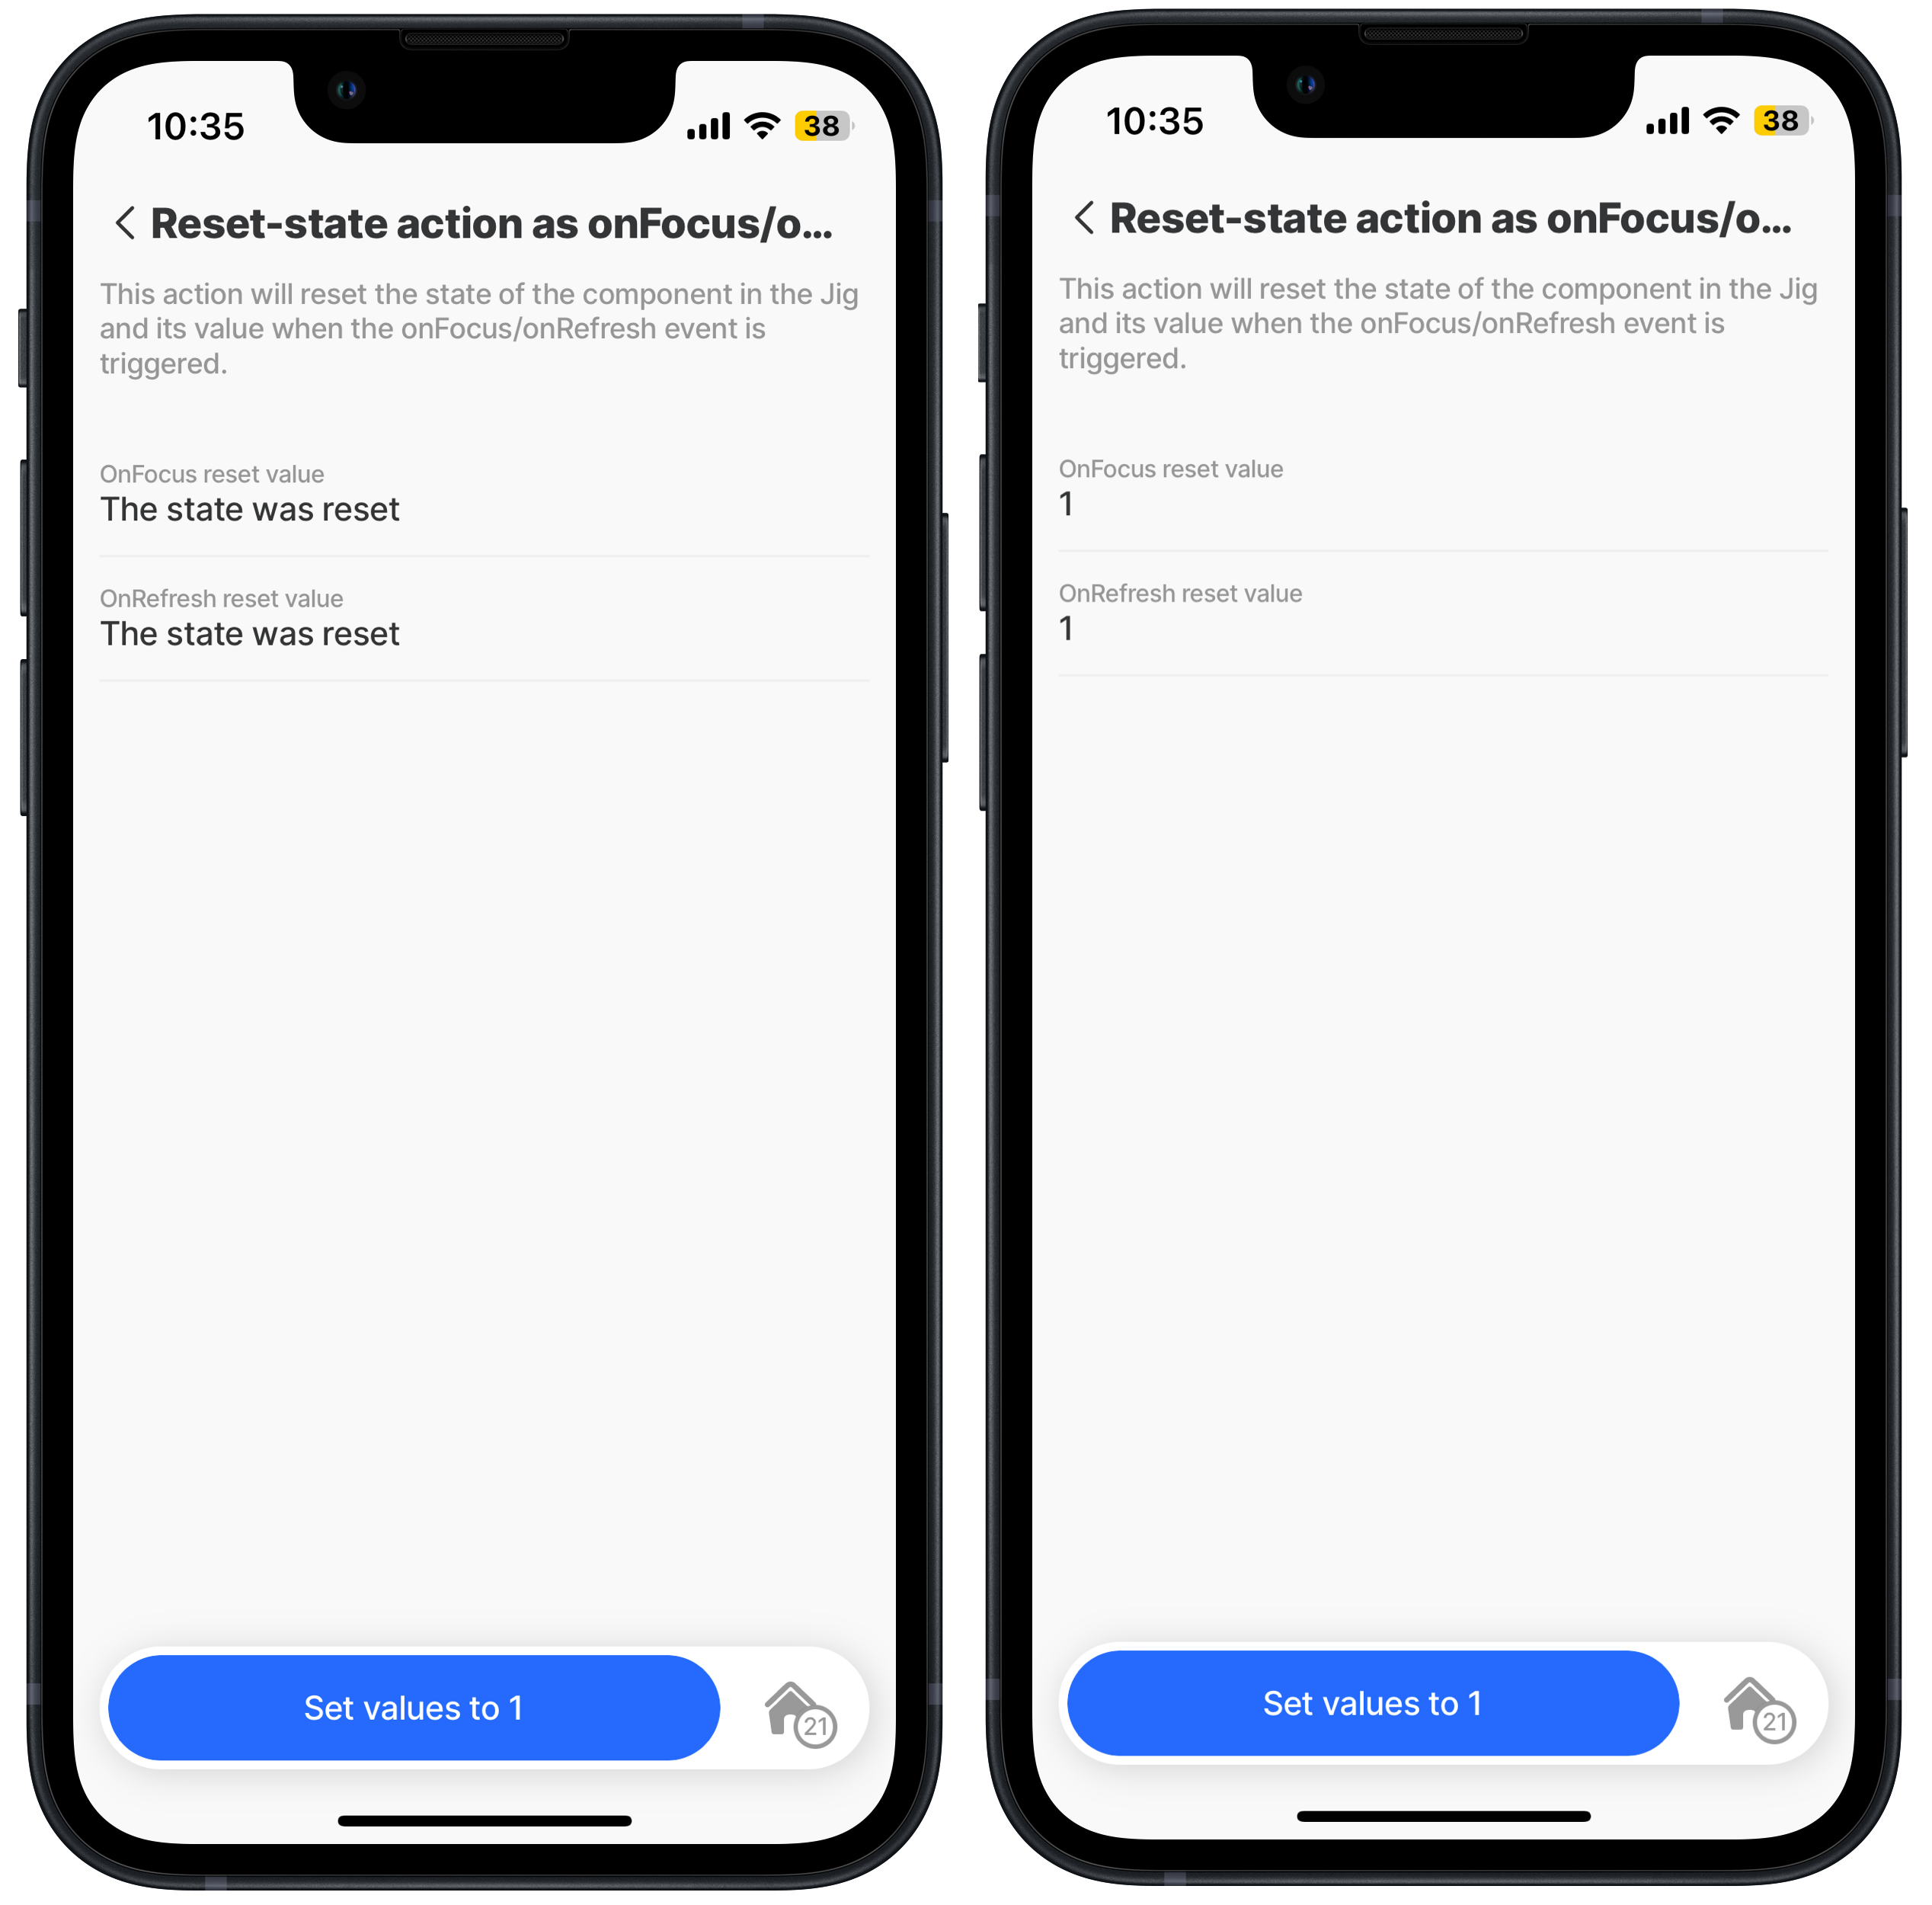 10:35
38
Reset-state action as onFocus/o...
This action will reset the state of the component in the Jig
and its value when the onFocus/onRefresh event is
triggered.
OnFocus reset value
The state was reset
OnRefresh reset value
The state was reset
Set values to 1
21
10:35
38
Reset-state action as onFocus/o...
This action will reset the state of the component in the Jig
and its value when the onFocus/onRefresh event is
triggered.
OnFocus reset value
1
OnRefresh reset value
1
Set values to 1
21